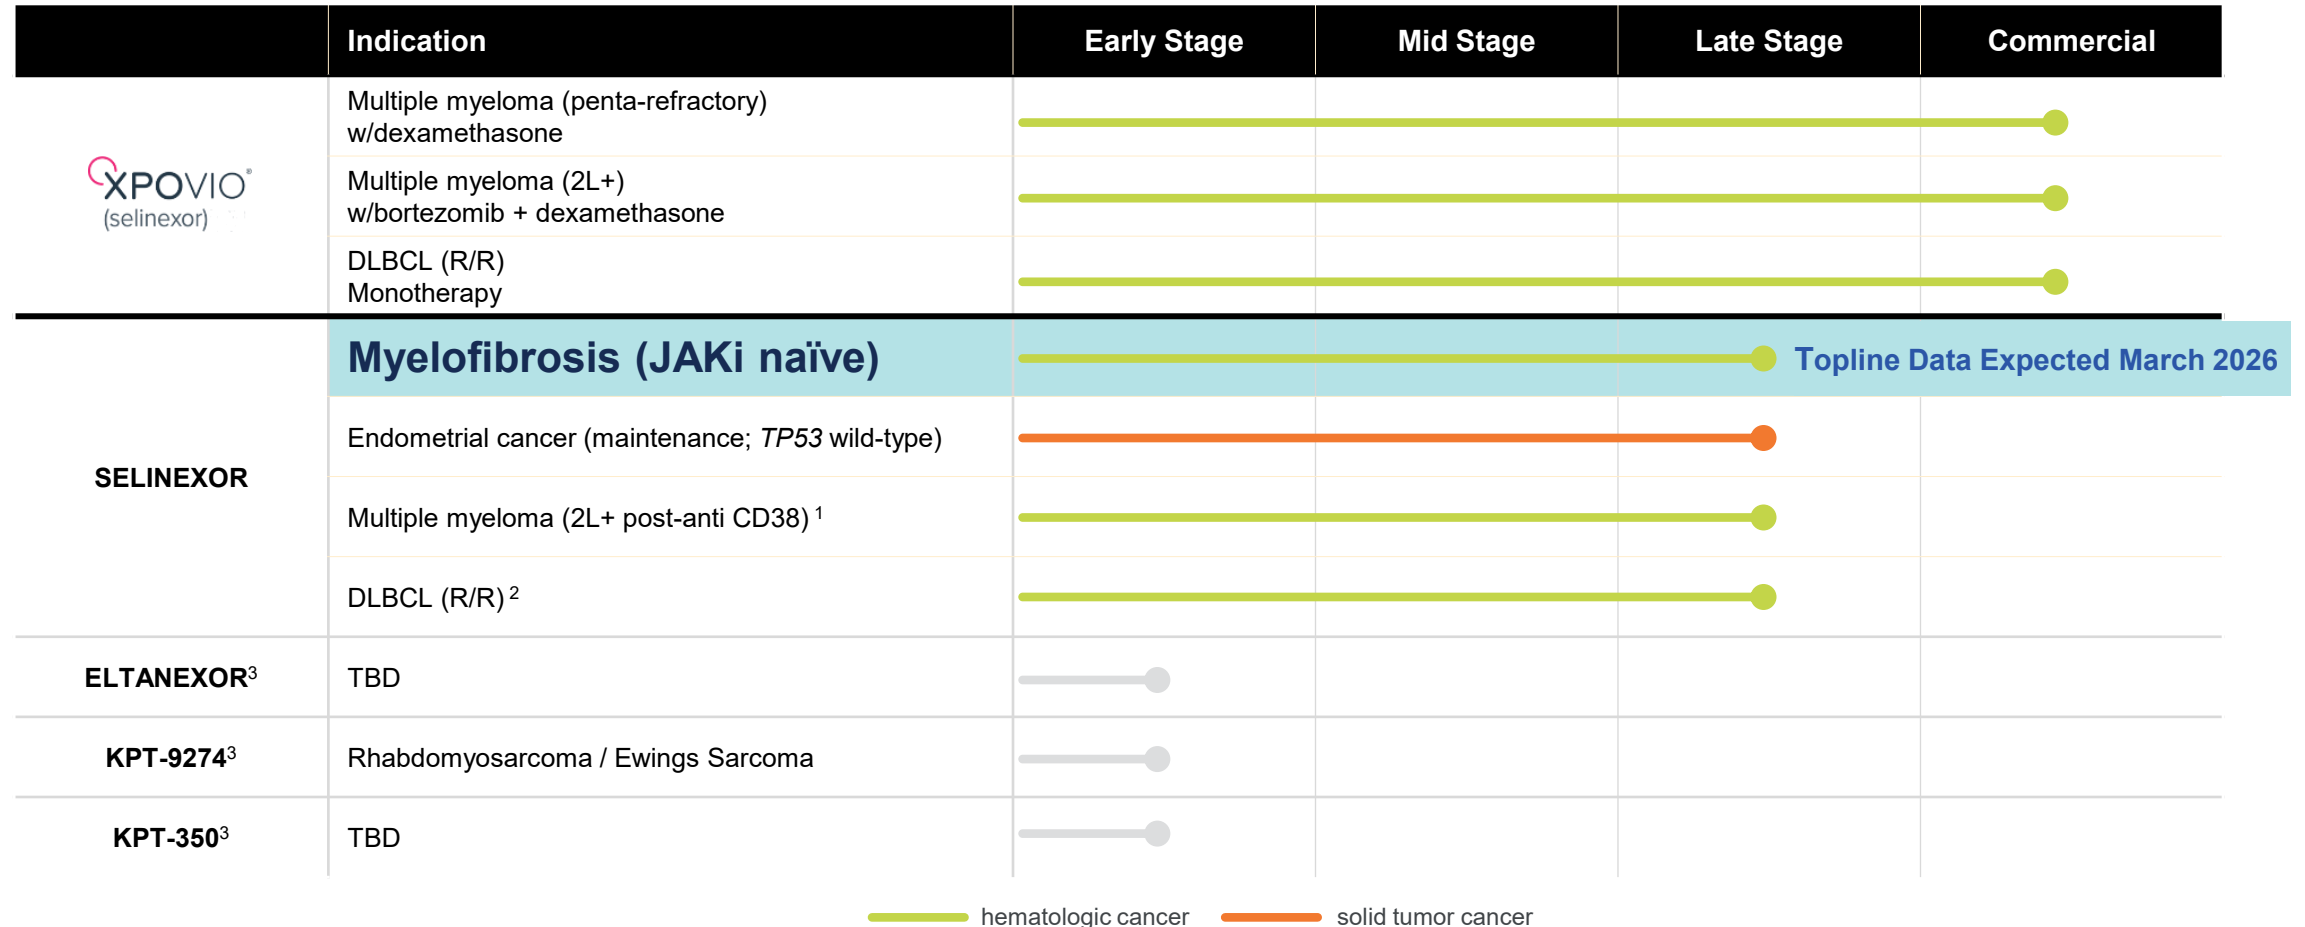 Indication Early Stage Mid Stage Late Stage Commercial
XPOVIO®
(selinexor)
Multiple myeloma (penta-refractory)
w/dexamethasone
Multiple myeloma (2L+)
w/bortezomib + dexamethasone
DLBCL (R/R)
Monotherapy
SELINEXOR
Myelofibrosis (JAKi naïve) Topline Data Expected March 2026
Endometrial cancer (maintenance; TP53 wild-type)
Multiple myeloma (2L+ post-anti CD38) 1
DLBCL (R/R) 2
ELTANEXOR3 TBD
KPT-92743 Rhabdomyosarcoma / Ewings Sarcoma
KPT-3503 TBD
hematologic cancer solid tumor cancer